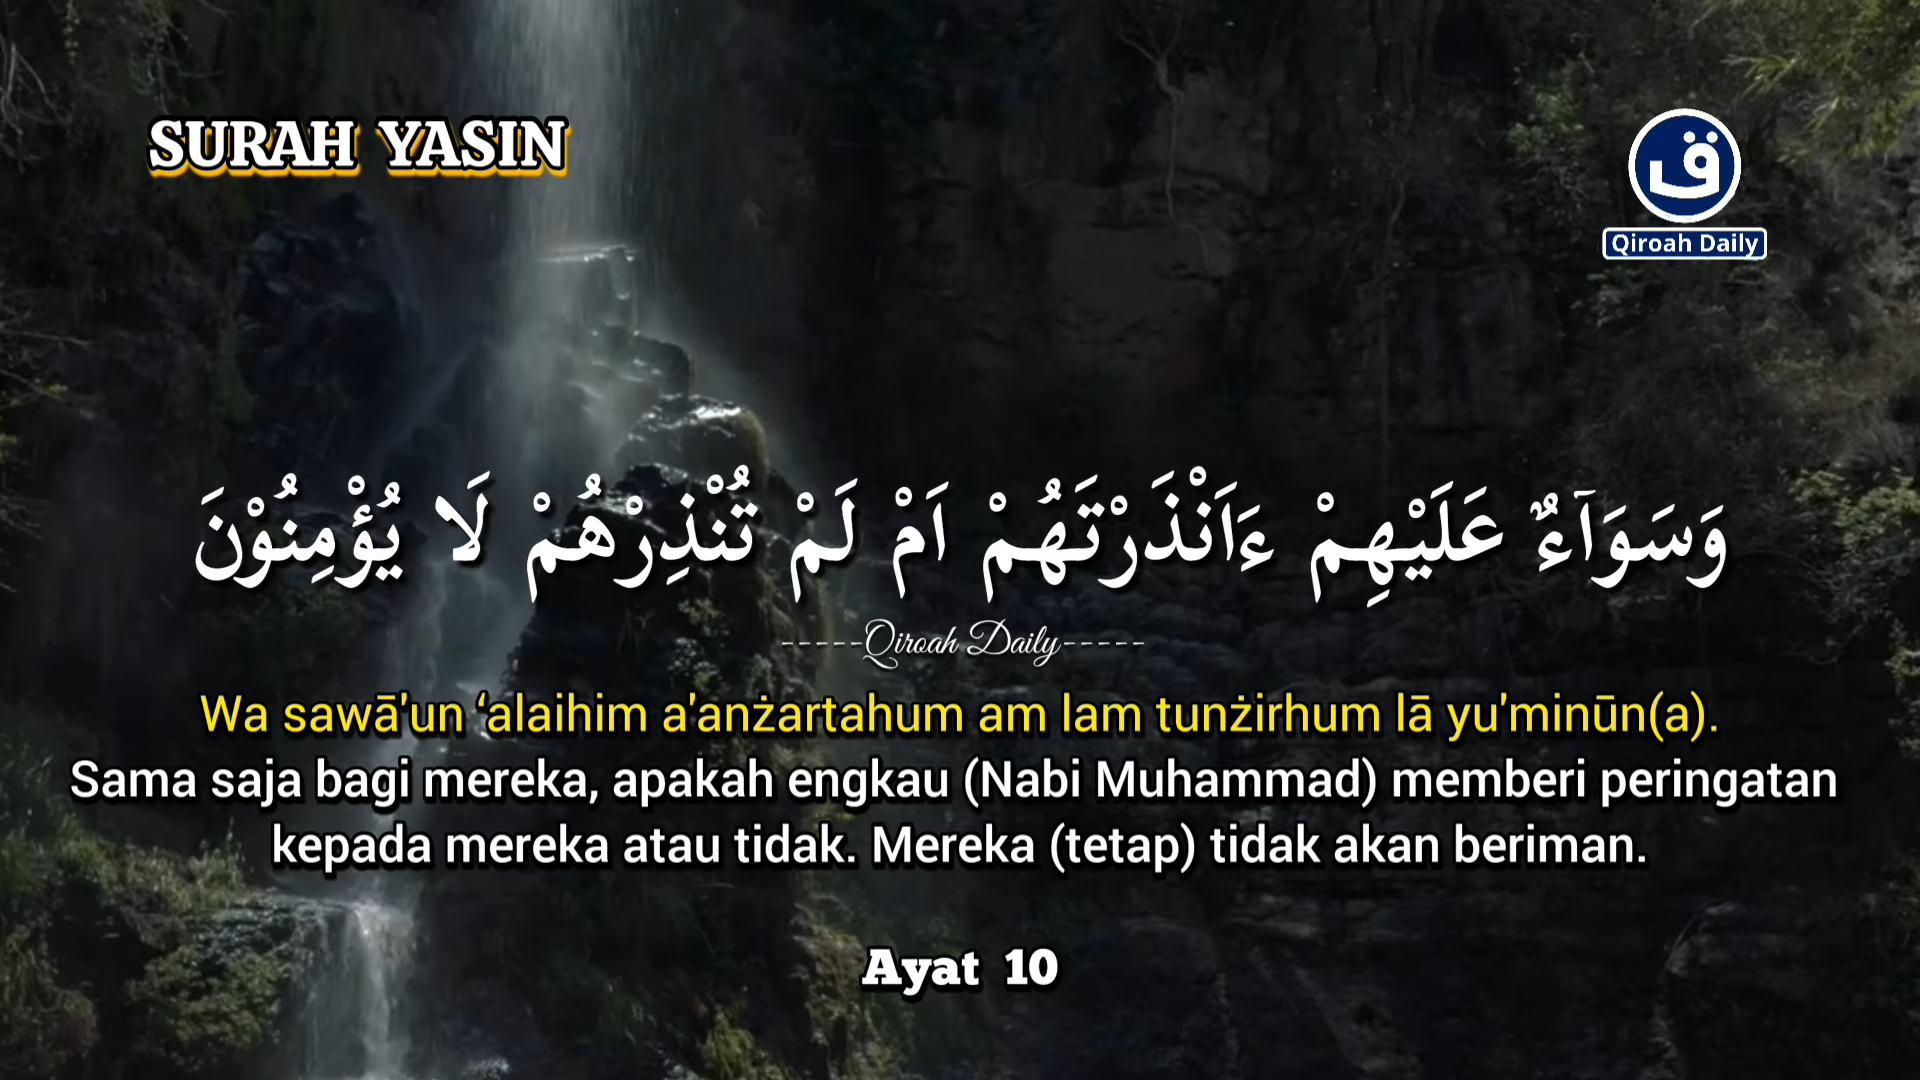 SURAH YASIN
ق
Qiroah Daily
وَسَوَآءٌ عَلَيْهِمْ ءَاَنْذَرْتَهُمْ اَمْ لَمْ تُنْذِرْهُمْ لَا يُؤْمِنُوْنَ
-----Qiroah Daily-----
Wa sawā'un ‘alaihim a'anżartahum am lam tunżirhum lā yu'minūn(a).
Sama saja bagi mereka, apakah engkau (Nabi Muhammad) memberi peringatan
kepada mereka atau tidak. Mereka (tetap) tidak akan beriman.
Ayat 10